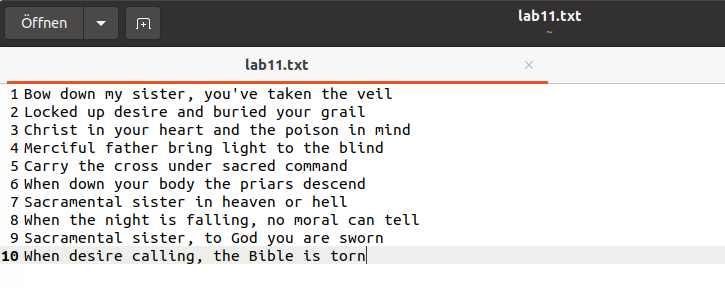 Öffnen
lab11.txt
~
lab11.txt
1 Bow down my sister, you've taken the veil
2 Locked up desire and buried your grail
3 Christ in your heart and the poison in mind
4 Merciful father bring light to the blind
5 Carry the cross under sacred command
6 When down your body the priars descend
7 Sacramental sister in heaven or hell
8 When the night is falling, no moral can tell
9 Sacramental sister, to God you are sworn
10 When desire calling, the Bible is torn